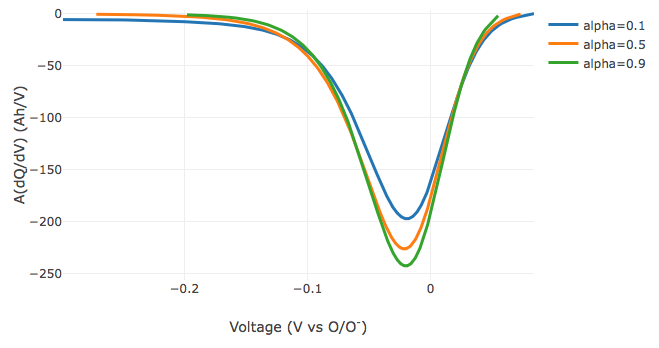 0
−50
−100
−150
−200
−250
A(dQ/dV) (Ah/V)
−0.2
−0.1
0
Voltage (V vs O/O⁻)
alpha=0.1
alpha=0.5
alpha=0.9